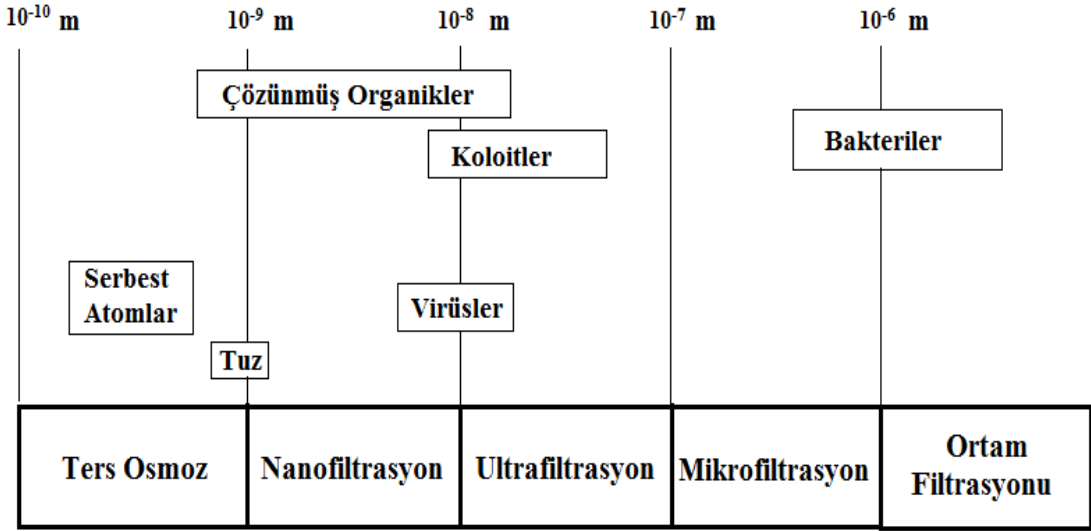 10⁻¹⁰ m
10⁻⁹ m
10⁻⁸ m
10⁻⁷ m
10⁻⁶ m
Çözünmüş Organikler
Koloitler
Bakteriler
Serbest
Atomlar
Virüsler
Tuz
Ters Osmoz
Nanofiltrasyon
Ultrafiltrasyon
Mikrofiltrasyon
Ortam
Filtrasyonu